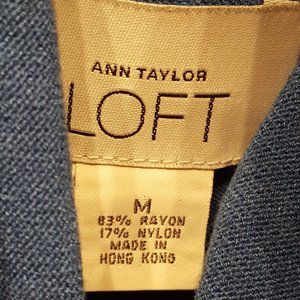 ANN TAYLOR
LOFT
M
83% RAYON
17% NYLON
MADE IN
HONG KONG